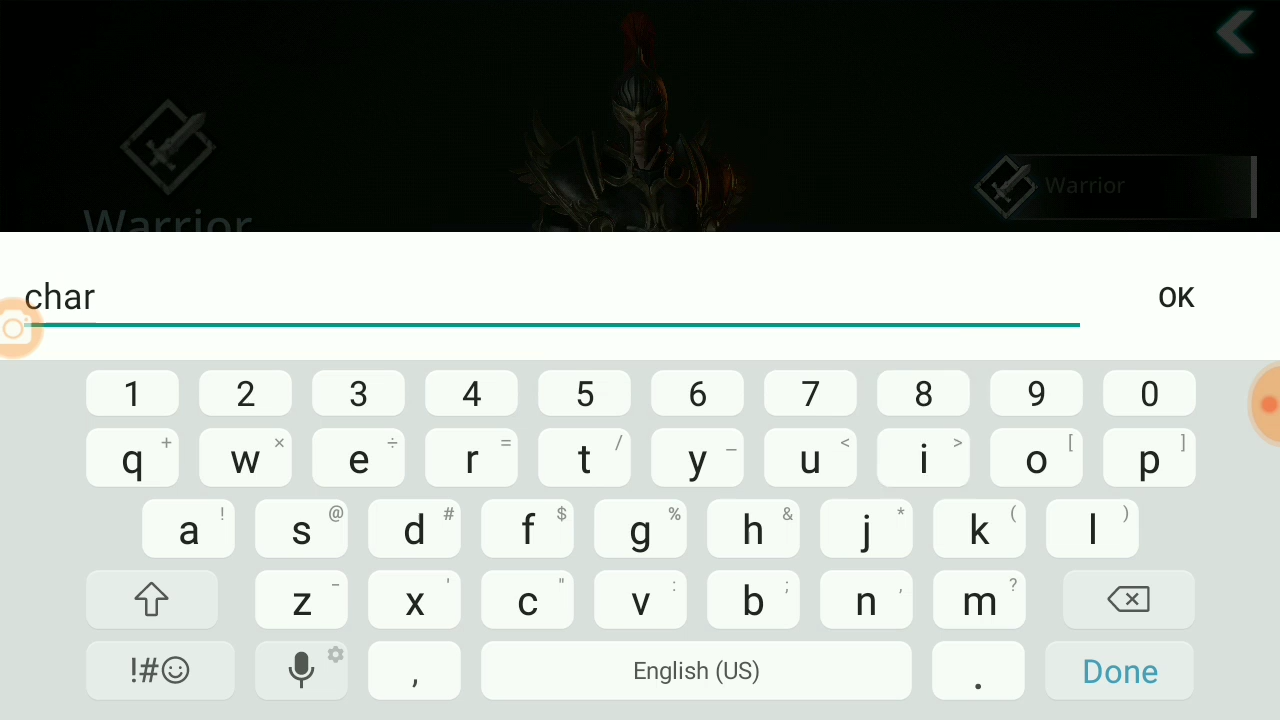 Warrior
Warrior
char
OK
1 2 3 4 5 6 7 8 9 0
q + w × e ÷ r = t / y _ u < i > o [ p ]
a ! s @ d # f $ g % h & j * k ( l )
z - x ' c " v : b ; n , m ?
!#☺ , English (US) . Done